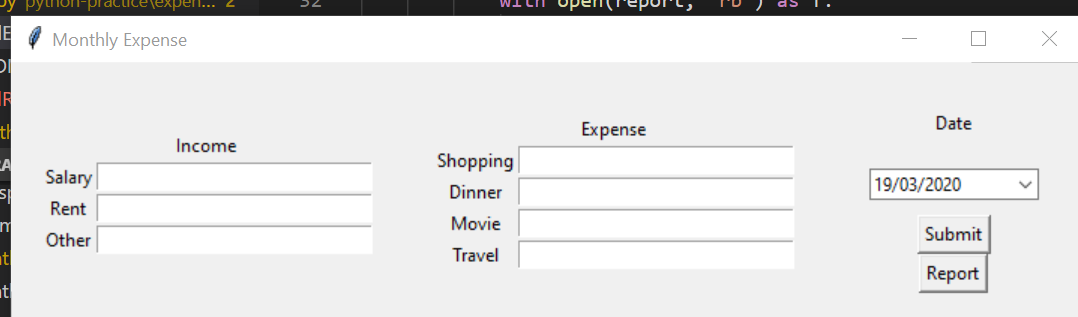 by python-practice\expen... 2 32 with open(report, 'rb') as f:
Monthly Expense
Income
Salary
Rent
Other
Expense
Shopping
Dinner
Movie
Travel
Date
19/03/2020
Submit
Report